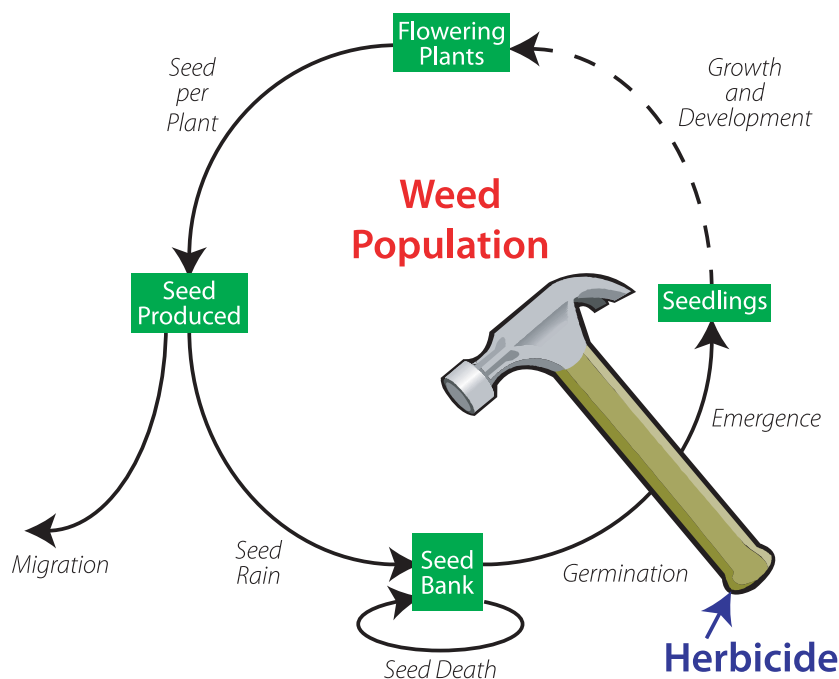 Flowering
Plants
Seed
per
Plant
Growth
and
Development
Weed
Population
Seed
Produced
Seedlings
Emergence
Migration
Seed
Rain
Seed
Bank
Germination
Seed Death
Herbicide